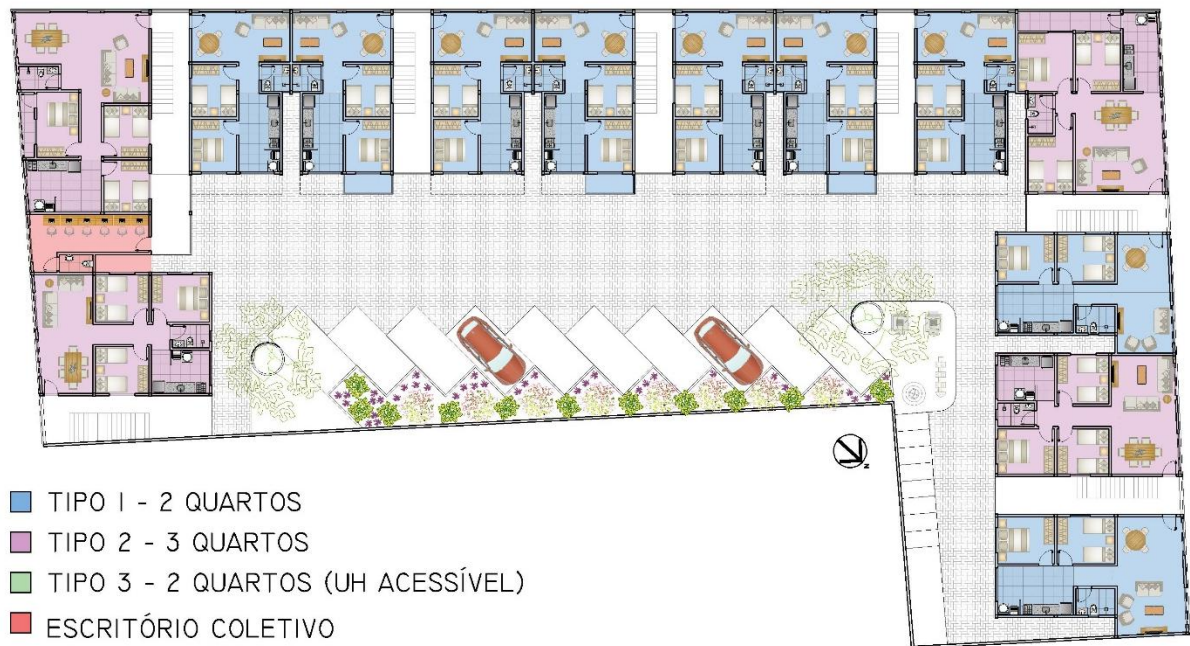 N
TIPO 1 - 2 QUARTOS
TIPO 2 - 3 QUARTOS
TIPO 3 - 2 QUARTOS (UH ACESSÍVEL)
ESCRITÓRIO COLETIVO